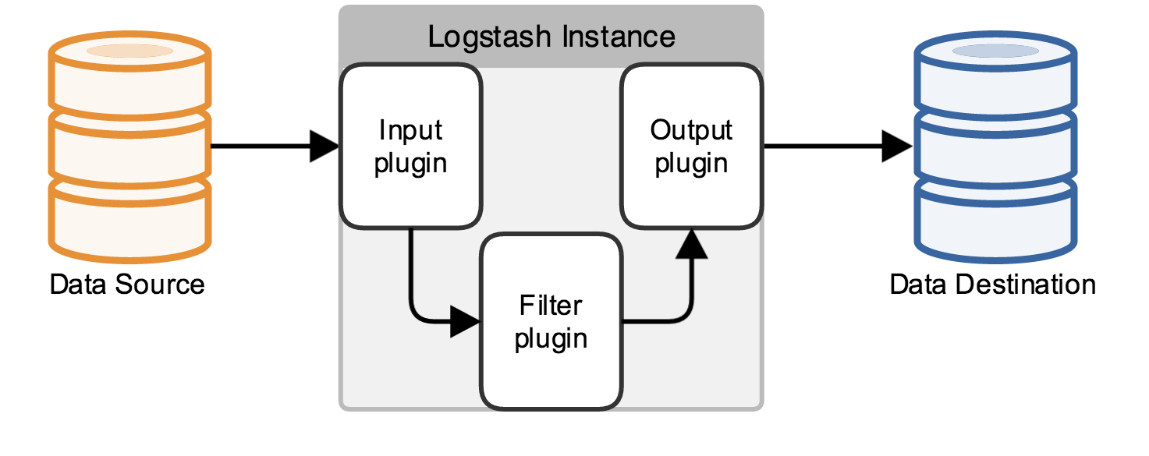 Logstash Instance
Input
plugin
Output
plugin
Filter
plugin
Data Source
Data Destination